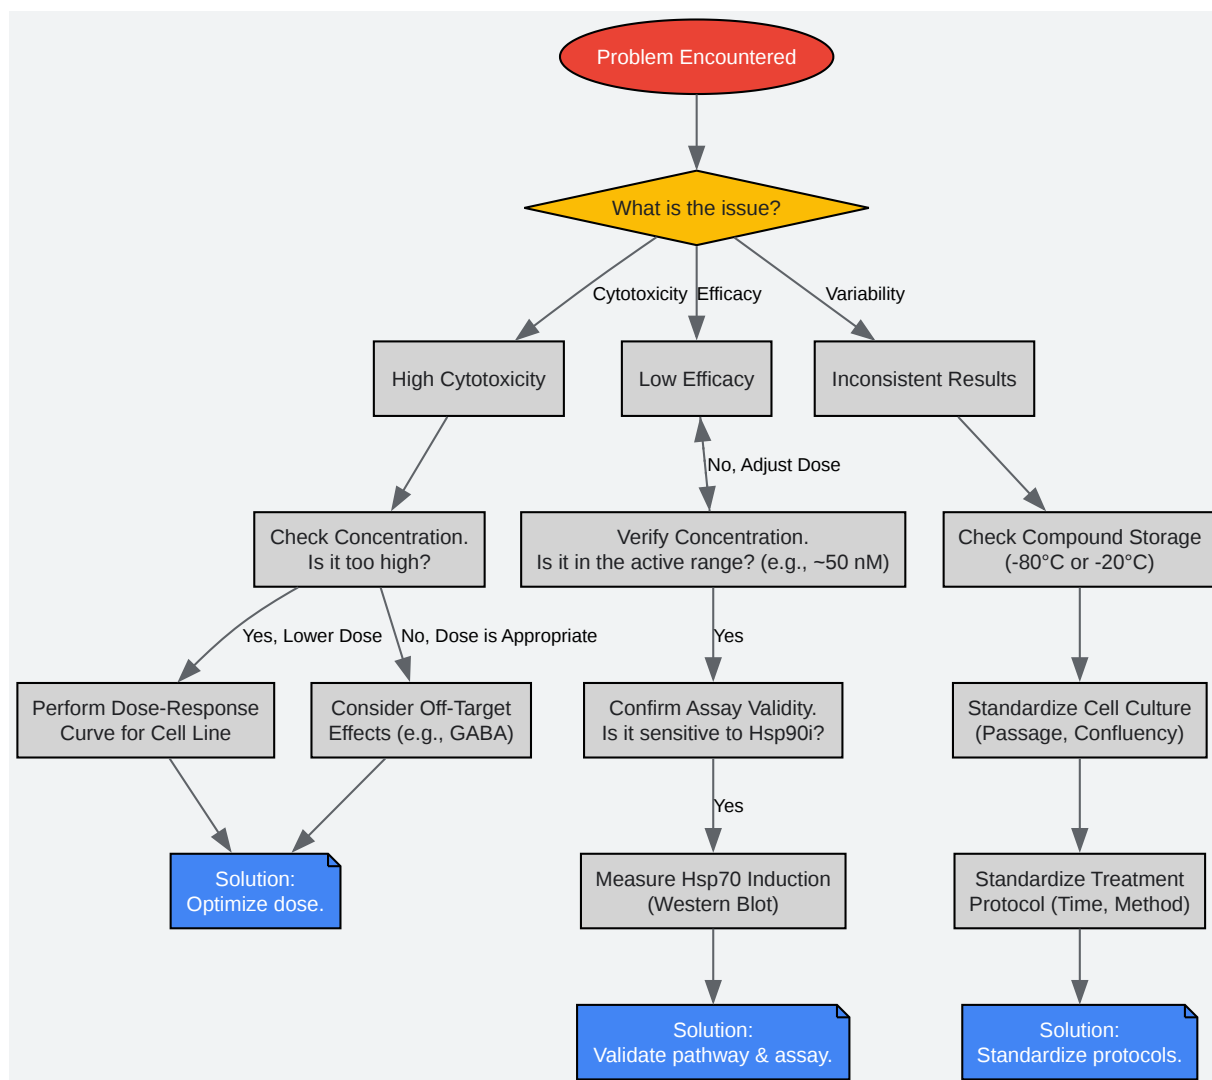 Problem Encountered
What is the issue?
Cytotoxicity
Efficacy
Variability
High Cytotoxicity
Low Efficacy
Inconsistent Results
No, Adjust Dose
Check Concentration.
Is it too high?
Verify Concentration.
Is it in the active range? (e.g., ~50 nM)
Check Compound Storage
(-80°C or -20°C)
Yes, Lower Dose
No, Dose is Appropriate
Yes
Perform Dose-Response
Curve for Cell Line
Consider Off-Target
Effects (e.g., GABA)
Confirm Assay Validity.
Is it sensitive to Hsp90i?
Standardize Cell Culture
(Passage, Confluency)
Yes
Solution:
Optimize dose.
Measure Hsp70 Induction
(Western Blot)
Standardize Treatment
Protocol (Time, Method)
Solution:
Validate pathway & assay.
Solution:
Standardize protocols.